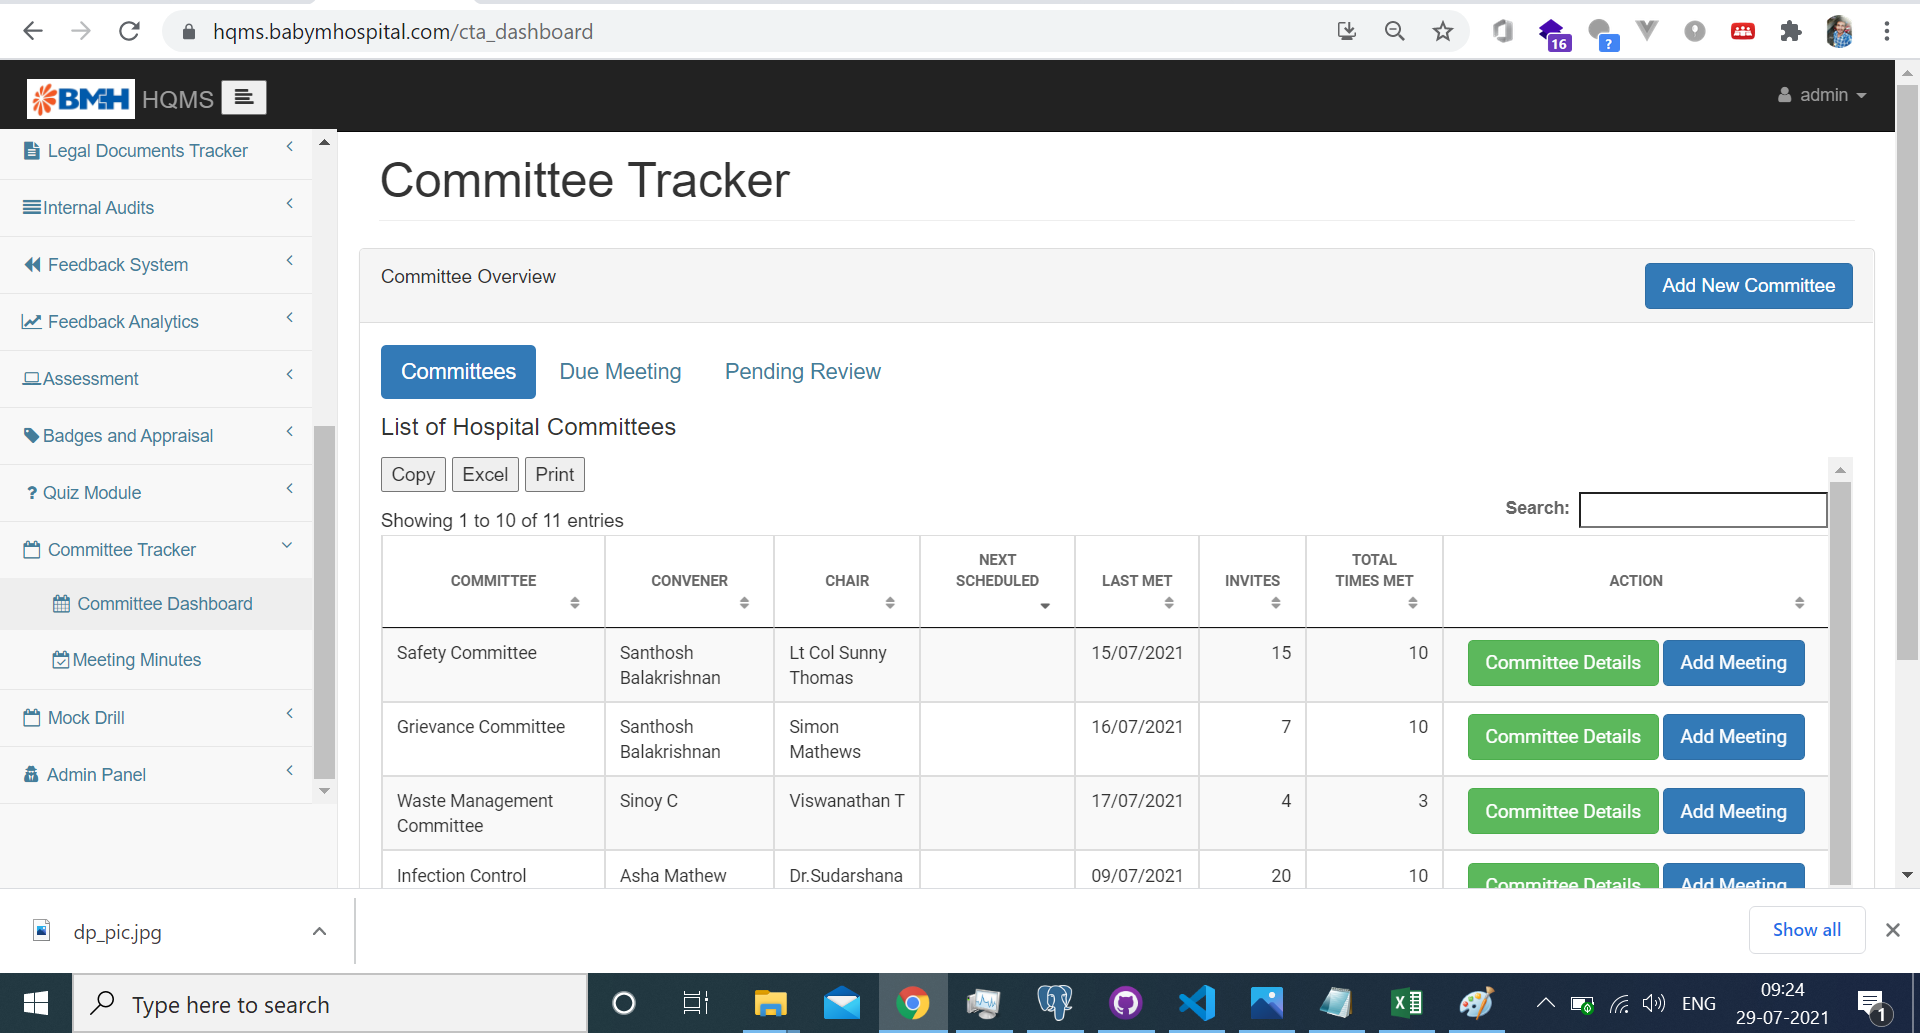 hqms.babymhospital.com/cta_dashboard
16
?
BMH HQMS
admin
Legal Documents Tracker
Internal Audits
Feedback System
Feedback Analytics
Assessment
Badges and Appraisal
? Quiz Module
Committee Tracker
Committee Dashboard
Meeting Minutes
Mock Drill
Admin Panel
Committee Tracker
Committee Overview
Add New Committee
Committees Due Meeting Pending Review
List of Hospital Committees
Copy Excel Print
Search:
Showing 1 to 10 of 11 entries
COMMITTEE CONVENER CHAIR NEXT SCHEDULED LAST MET INVITES TOTAL TIMES MET ACTION
Safety Committee Santhosh Balakrishnan Lt Col Sunny Thomas 15/07/2021 15 10 Committee Details Add Meeting
Grievance Committee Santhosh Balakrishnan Simon Mathews 16/07/2021 7 10 Committee Details Add Meeting
Waste Management Committee Sinoy C Viswanathan T 17/07/2021 4 3 Committee Details Add Meeting
Infection Control Asha Mathew Dr.Sudarshana 09/07/2021 20 10 Committee Details Add Meeting
dp_pic.jpg
Show all
Type here to search
ENG
09:24
29-07-2021
1